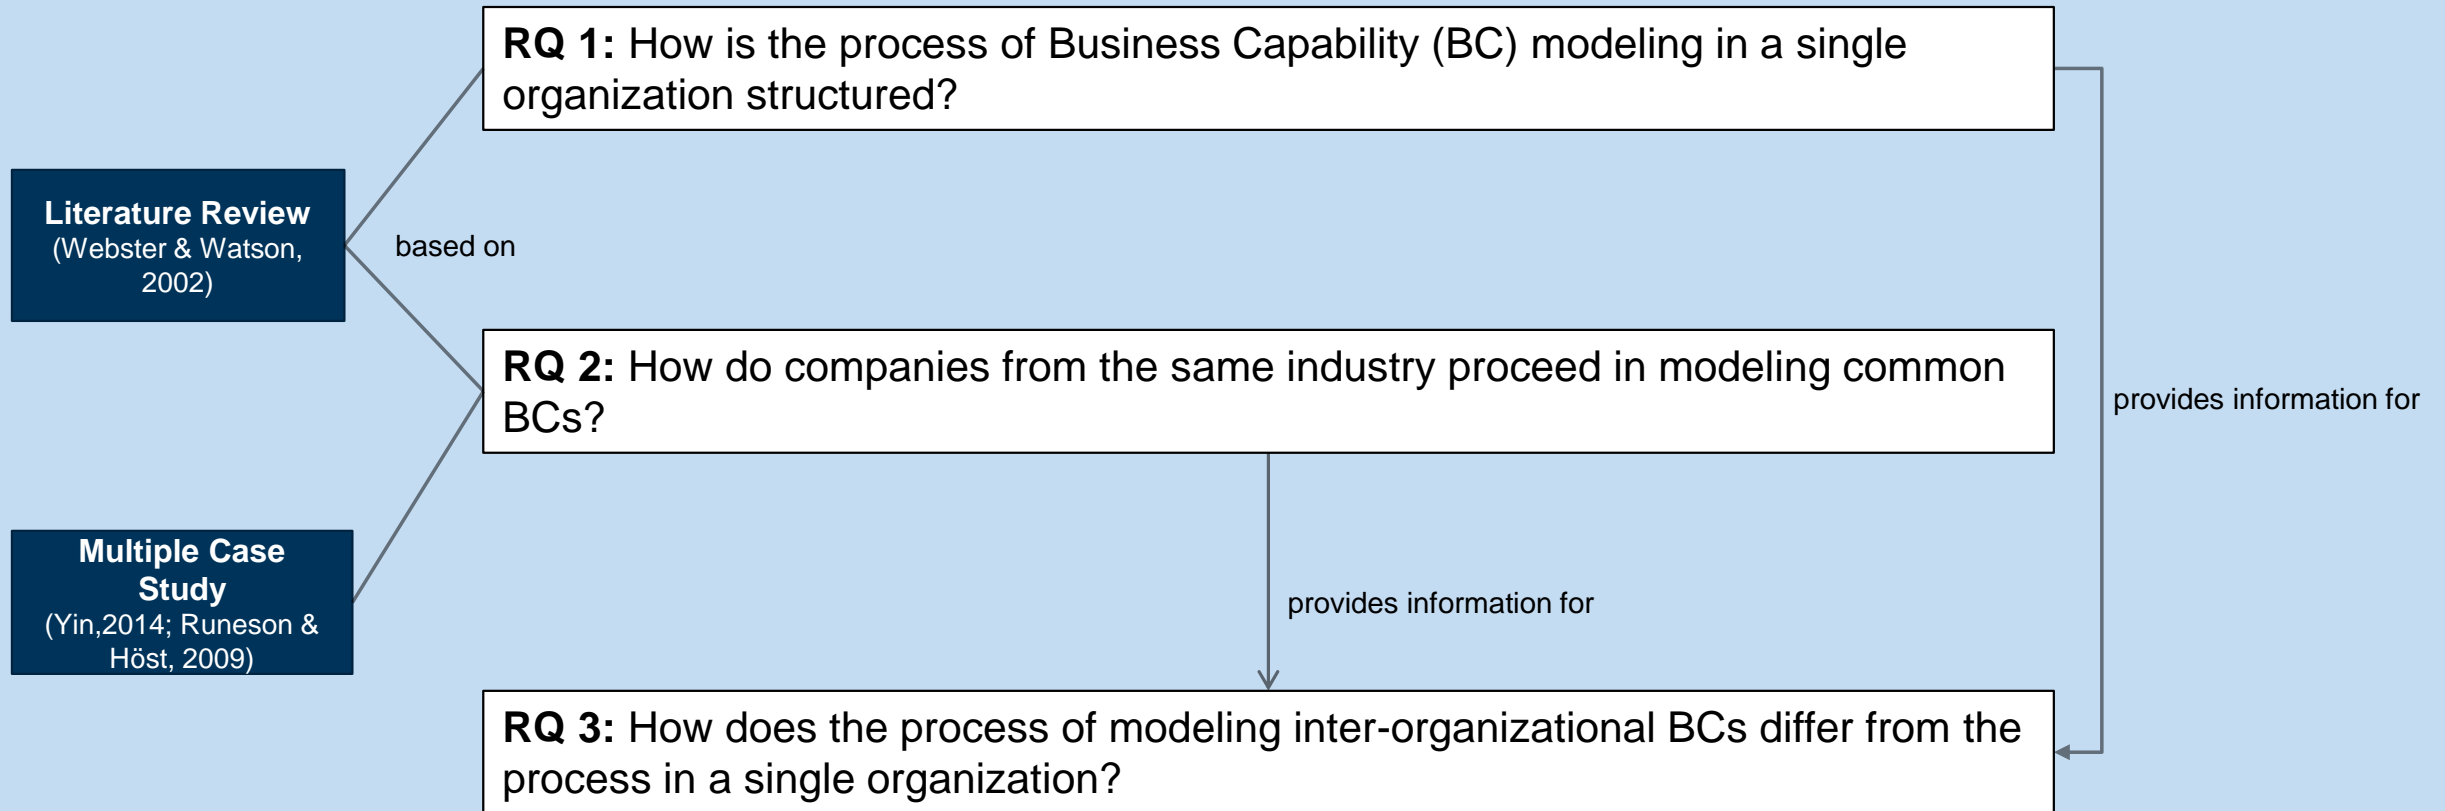 RQ 1: How is the process of Business Capability (BC) modeling in a single
organization structured?
Literature Review
(Webster & Watson,
2002)
based on
RQ 2: How do companies from the same industry proceed in modeling common
BCs?
provides information for
Multiple Case
Study
(Yin,2014; Runeson &
Höst, 2009)
provides information for
RQ 3: How does the process of modeling inter-organizational BCs differ from the
process in a single organization?